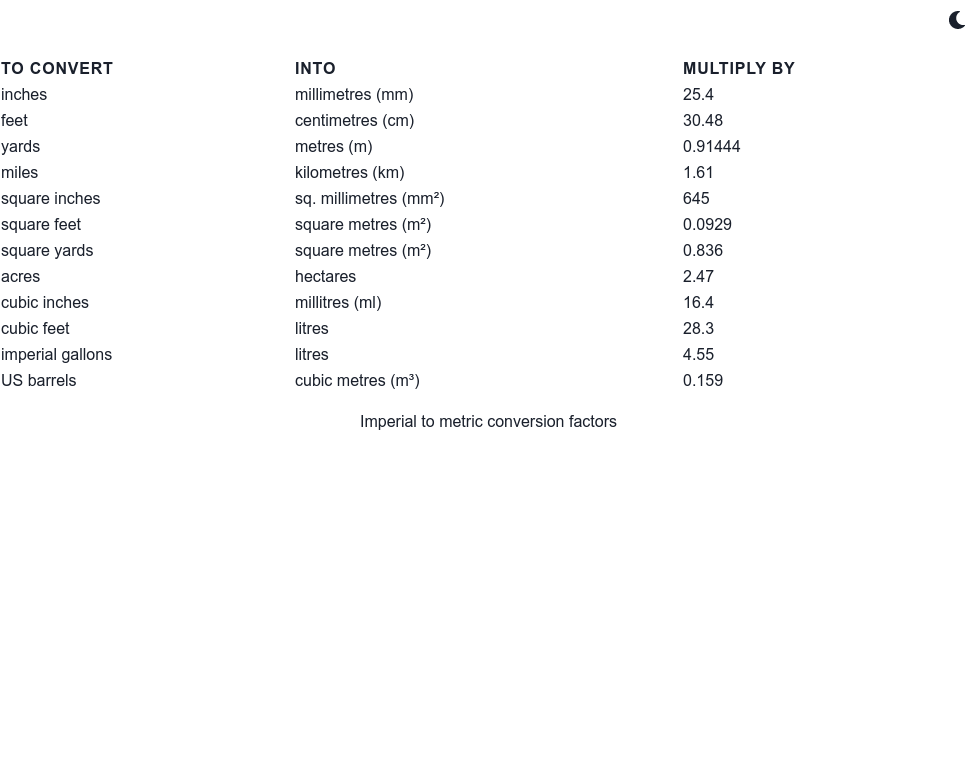 TO CONVERT INTO MULTIPLY BY
inches millimetres (mm) 25.4
feet centimetres (cm) 30.48
yards metres (m) 0.91444
miles kilometres (km) 1.61
square inches sq. millimetres (mm²) 645
square feet square metres (m²) 0.0929
square yards square metres (m²) 0.836
acres hectares 2.47
cubic inches millitres (ml) 16.4
cubic feet litres 28.3
imperial gallons litres 4.55
US barrels cubic metres (m³) 0.159
Imperial to metric conversion factors